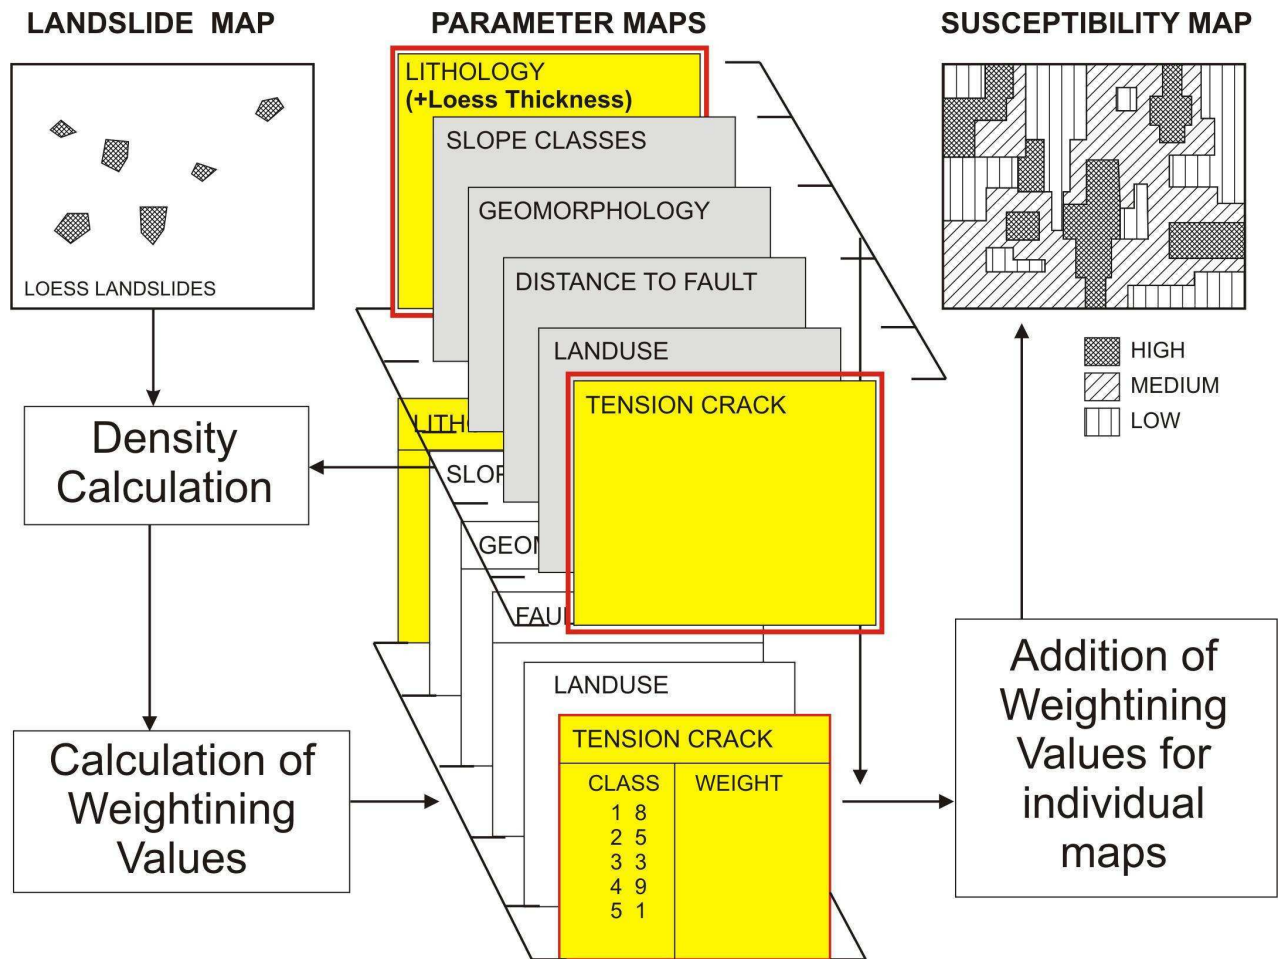 LANDSLIDE MAP
PARAMETER MAPS
SUSCEPTIBILITY MAP
LITHOLOGY
(+Loess Thickness)
SLOPE CLASSES
GEOMORPHOLOGY
DISTANCE TO FAULT
LANDUSE
TENSION CRACK
LOESS LANDSLIDES
HIGH
MEDIUM
LOW
Density
Calculation
LITH
SLOP
GEOM
FAUL
LANDUSE
TENSION CRACK
CLASS WEIGHT
1 8
2 5
3 3
4 9
5 1
Calculation of
Weightining
Values
Addition of
Weightining
Values for
individual
maps